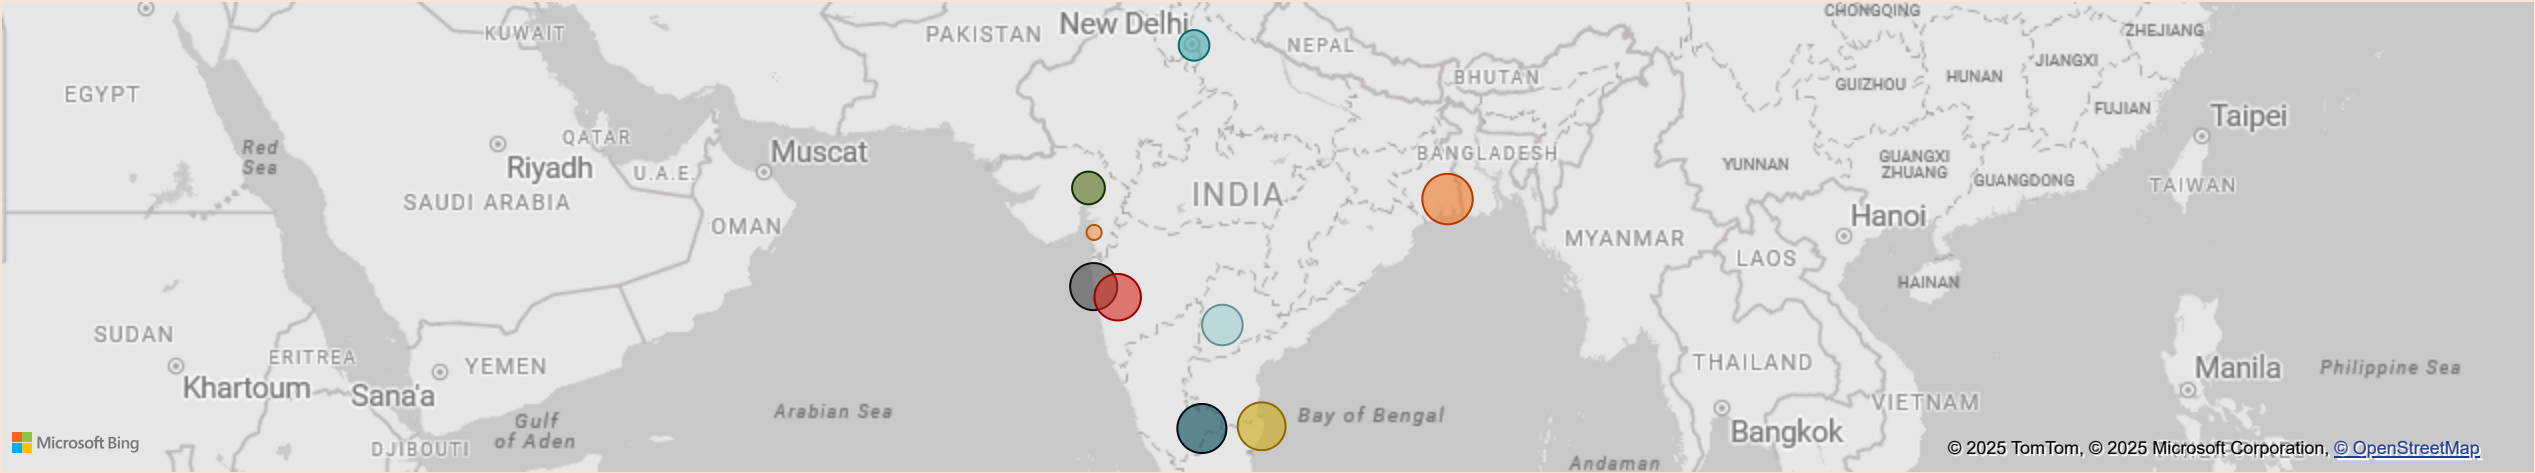 CHONGQING
New Delhi
ZHEJIANG
KUWAIT
PAKISTAN
NEPAL
JIANGXI
BHUTAN
HUNAN
GUIZHOU
EGYPT
FUJIAN
Taipei
QATAR
Red
Sea
Muscat
BANGLADESH
GUANGXI
ZHUANG
YUNNAN
Riyadh
U.A.E.
GUANGDONG
TAIWAN
INDIA
SAUDI ARABIA
Hanoi
OMAN
MYANMAR
LAOS
HAINAN
SUDAN
ERITREA
YEMEN
THAILAND
Manila
Philippine Sea
Khartoum
Sana'a
VIETNAM
Arabian Sea
Bay of Bengal
Gulf
of Aden
Bangkok
Microsoft Bing
DJIBOUTI
© 2025 TomTom, © 2025 Microsoft Corporation, © OpenStreetMap
Andaman